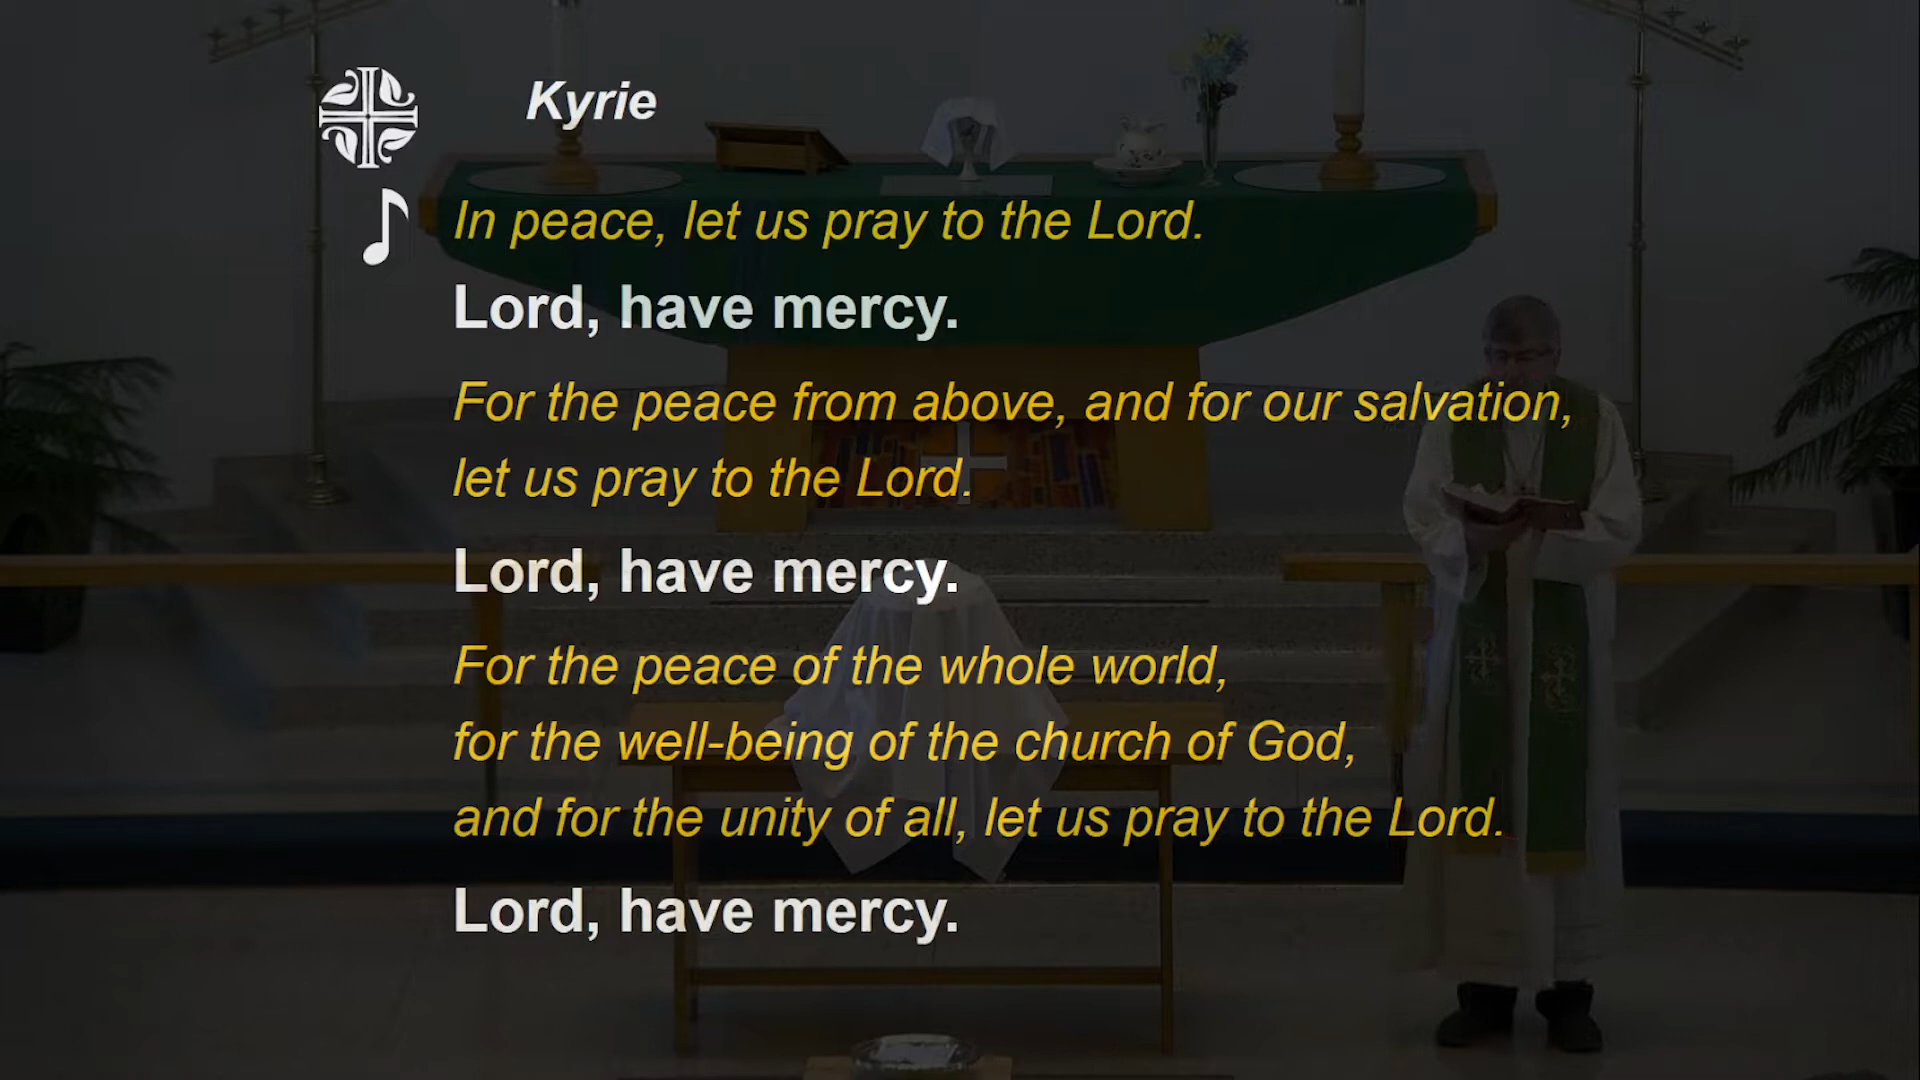 Kyrie
In peace, let us pray to the Lord.
Lord, have mercy.
For the peace from above, and for our salvation,
let us pray to the Lord.
Lord, have mercy.
For the peace of the whole world,
for the well-being of the church of God,
and for the unity of all, let us pray to the Lord.
Lord, have mercy.